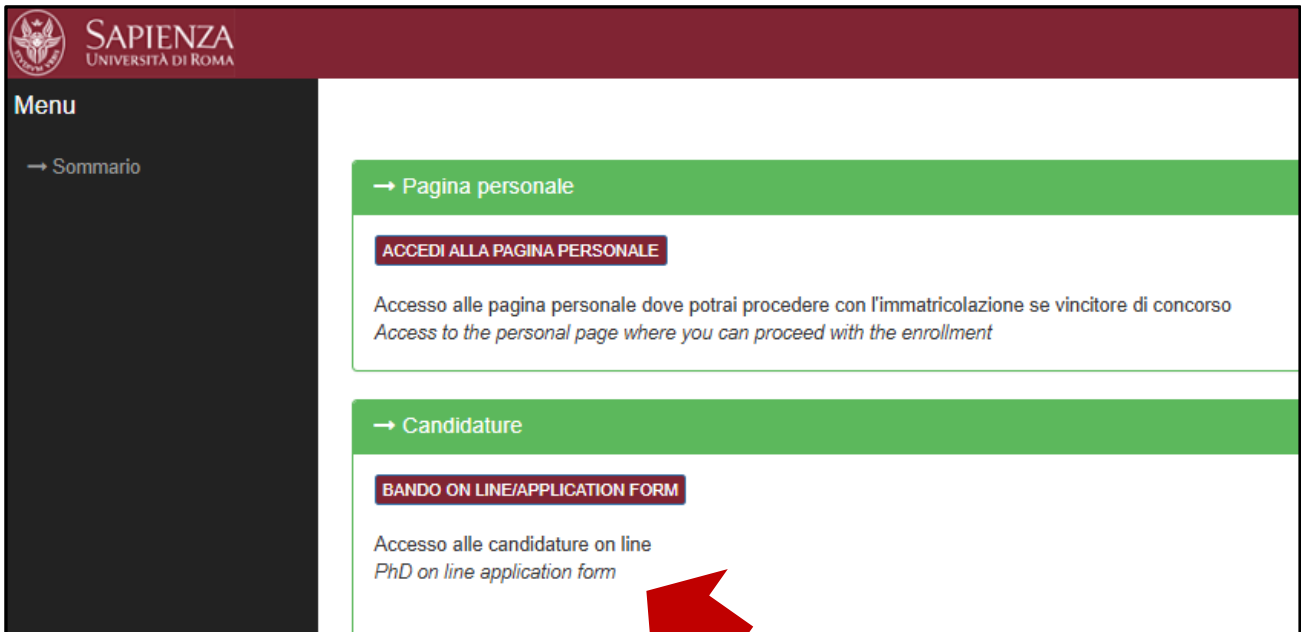 SAPIENZA
UNIVERSITÀ DI ROMA
Menu
→ Sommario
→ Pagina personale
ACCEDI ALLA PAGINA PERSONALE
Accesso alle pagina personale dove potrai procedere con l'immatricolazione se vincitore di concorso
Access to the personal page where you can proceed with the enrollment
→ Candidature
BANDO ON LINE/APPLICATION FORM
Accesso alle candidature on line
PhD on line application form